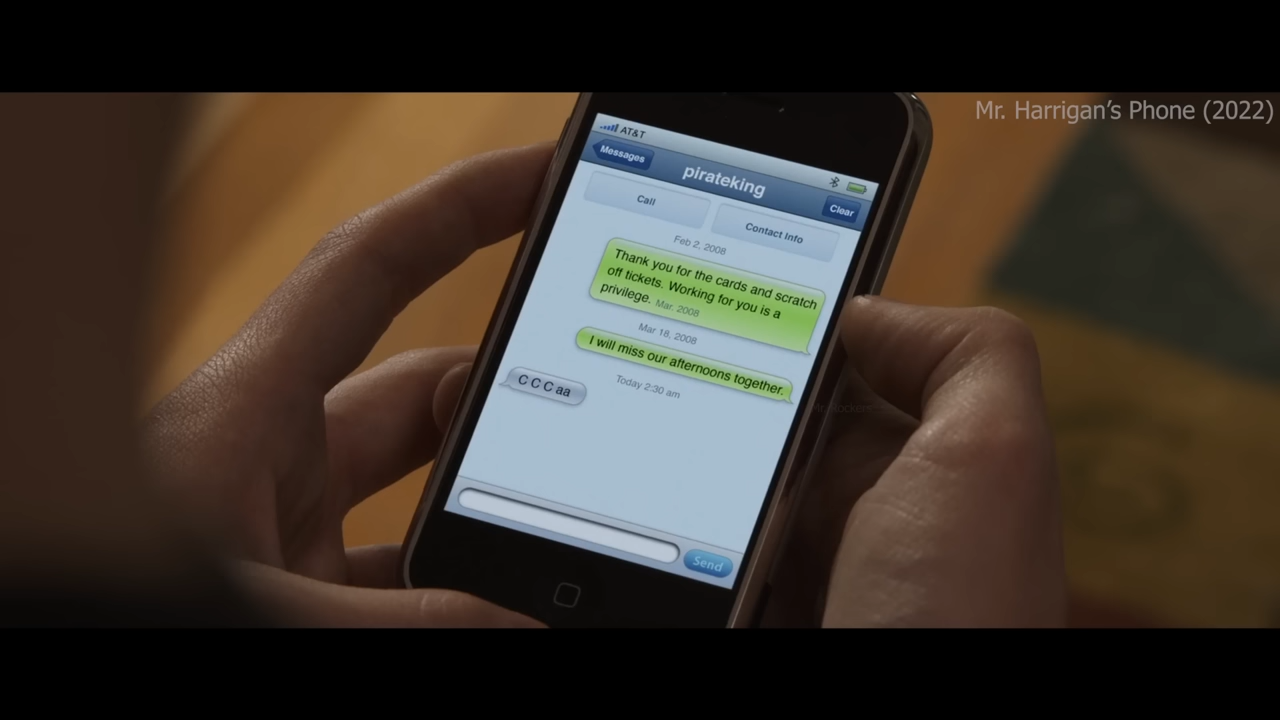 Mr. Harrigan's Phone (2022)
AT&T
Messages
pirateking
Clear
Call
Contact Info
Feb 2, 2008
Thank you for the cards and scratch
off tickets. Working for you is a
privilege. Mar. 2008
Mar 18, 2008
I will miss our afternoons together.
Today 2:30 am
C C C aa
Send